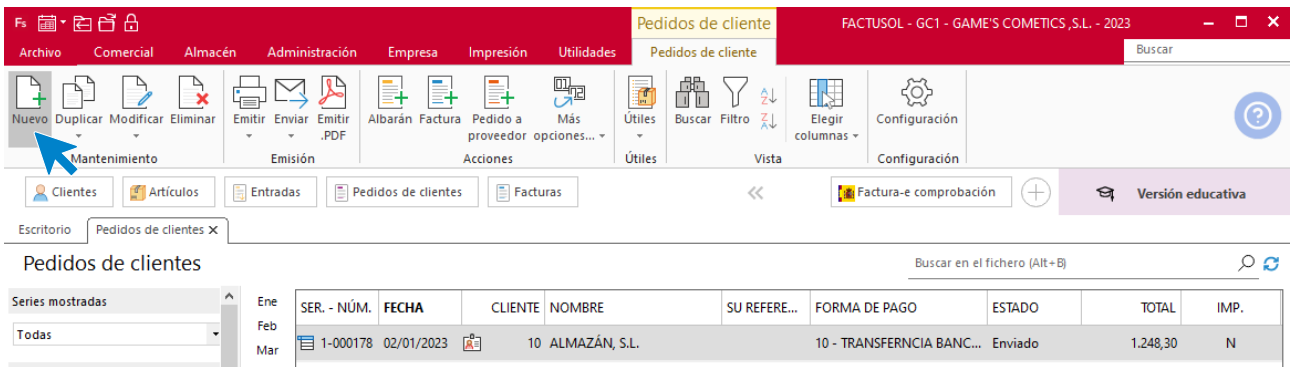 Fs Pedidos de cliente FACTUSOL - GC1 - GAME'S COMETICS ,S.L. - 2023
Archivo Comercial Almacén Administración Empresa Impresión Utilidades Pedidos de cliente Buscar
Nuevo Duplicar Modificar Eliminar Emitir Enviar Emitir .PDF Albarán Factura Pedido a proveedor Más opciones... Útiles Buscar Filtro Elegir columnas Configuración
Mantenimiento Emisión Acciones Útiles Vista Configuración
Clientes Artículos Entradas Pedidos de clientes Facturas Factura-e comprobación Versión educativa
Escritorio Pedidos de clientes X
Pedidos de clientes Buscar en el fichero (Alt+B)
Series mostradas
Todas
Ene
Feb
Mar
SER. - NÚM. FECHA CLIENTE NOMBRE SU REFERE... FORMA DE PAGO ESTADO TOTAL IMP.
1-000178 02/01/2023 10 ALMAZÁN, S.L. 10 - TRANSFERNCIA BANC... Enviado 1.248,30 N